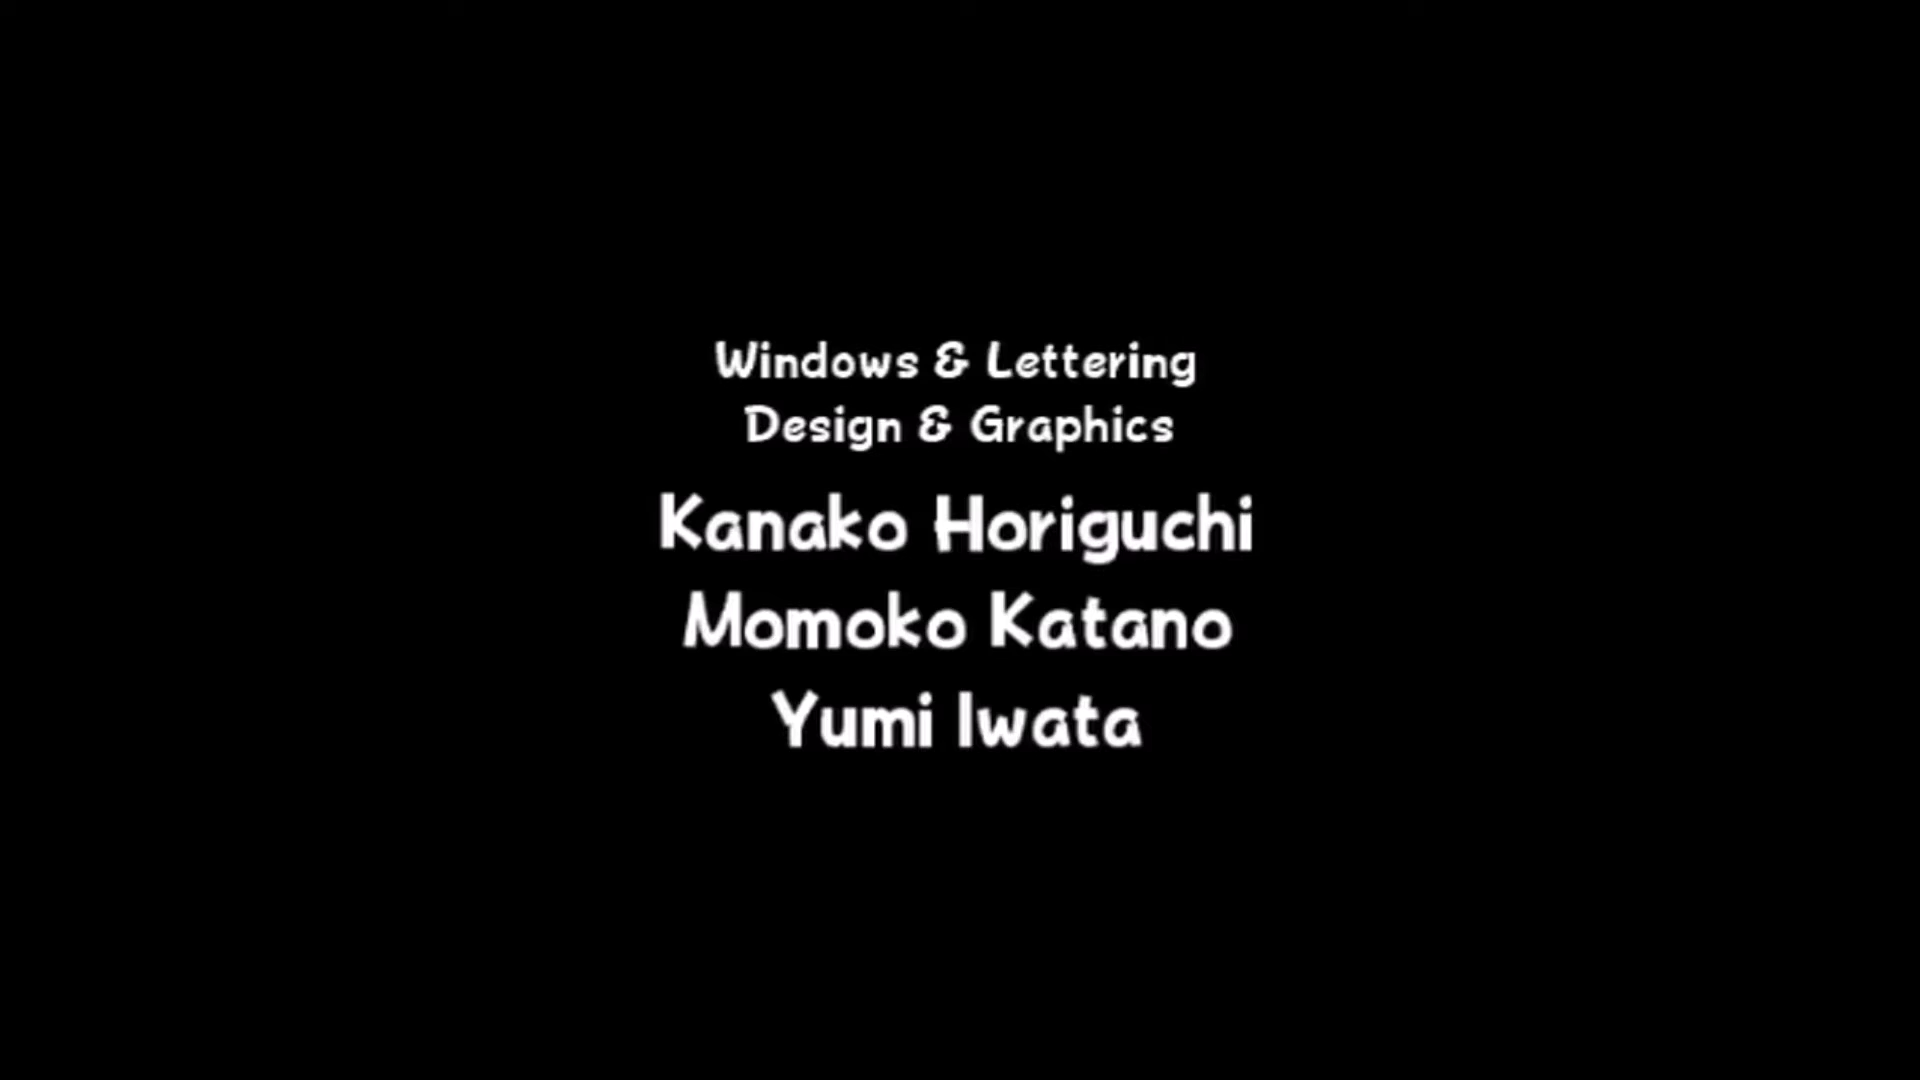 Windows & Lettering
Design & Graphics
Kanako Horiguchi
Momoko Katano
Yumi Iwata